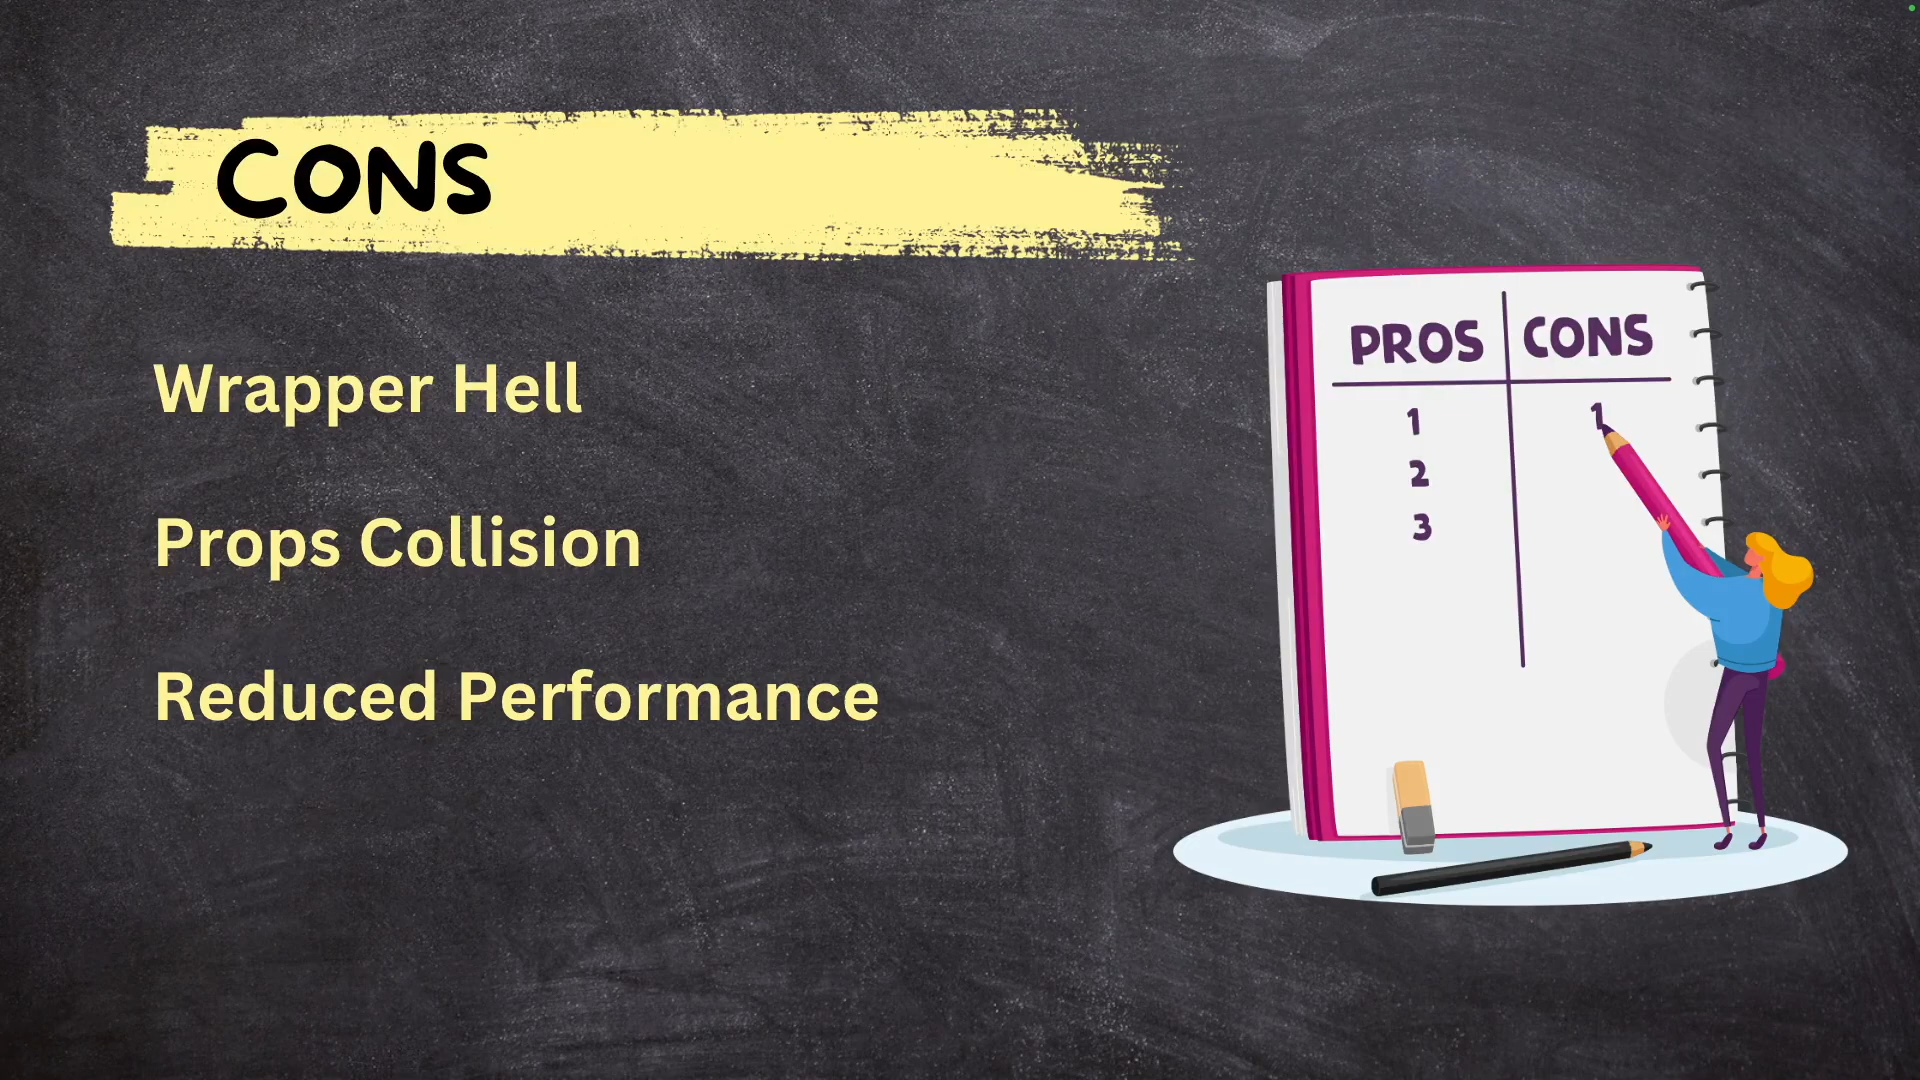 CONS
Wrapper Hell
Props Collision
Reduced Performance
PROS CONS
1 1
2
3